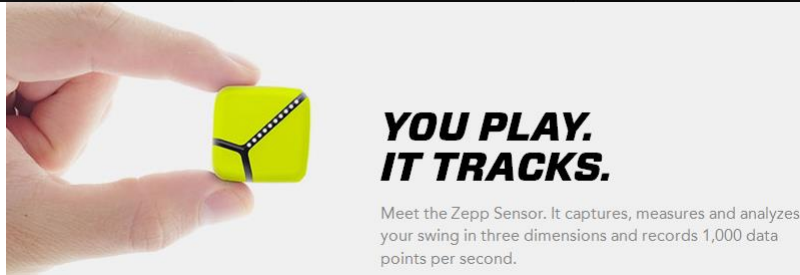 YOU PLAY.
IT TRACKS.
Meet the Zepp Sensor. It captures, measures and analyzes
your swing in three dimensions and records 1,000 data
points per second.